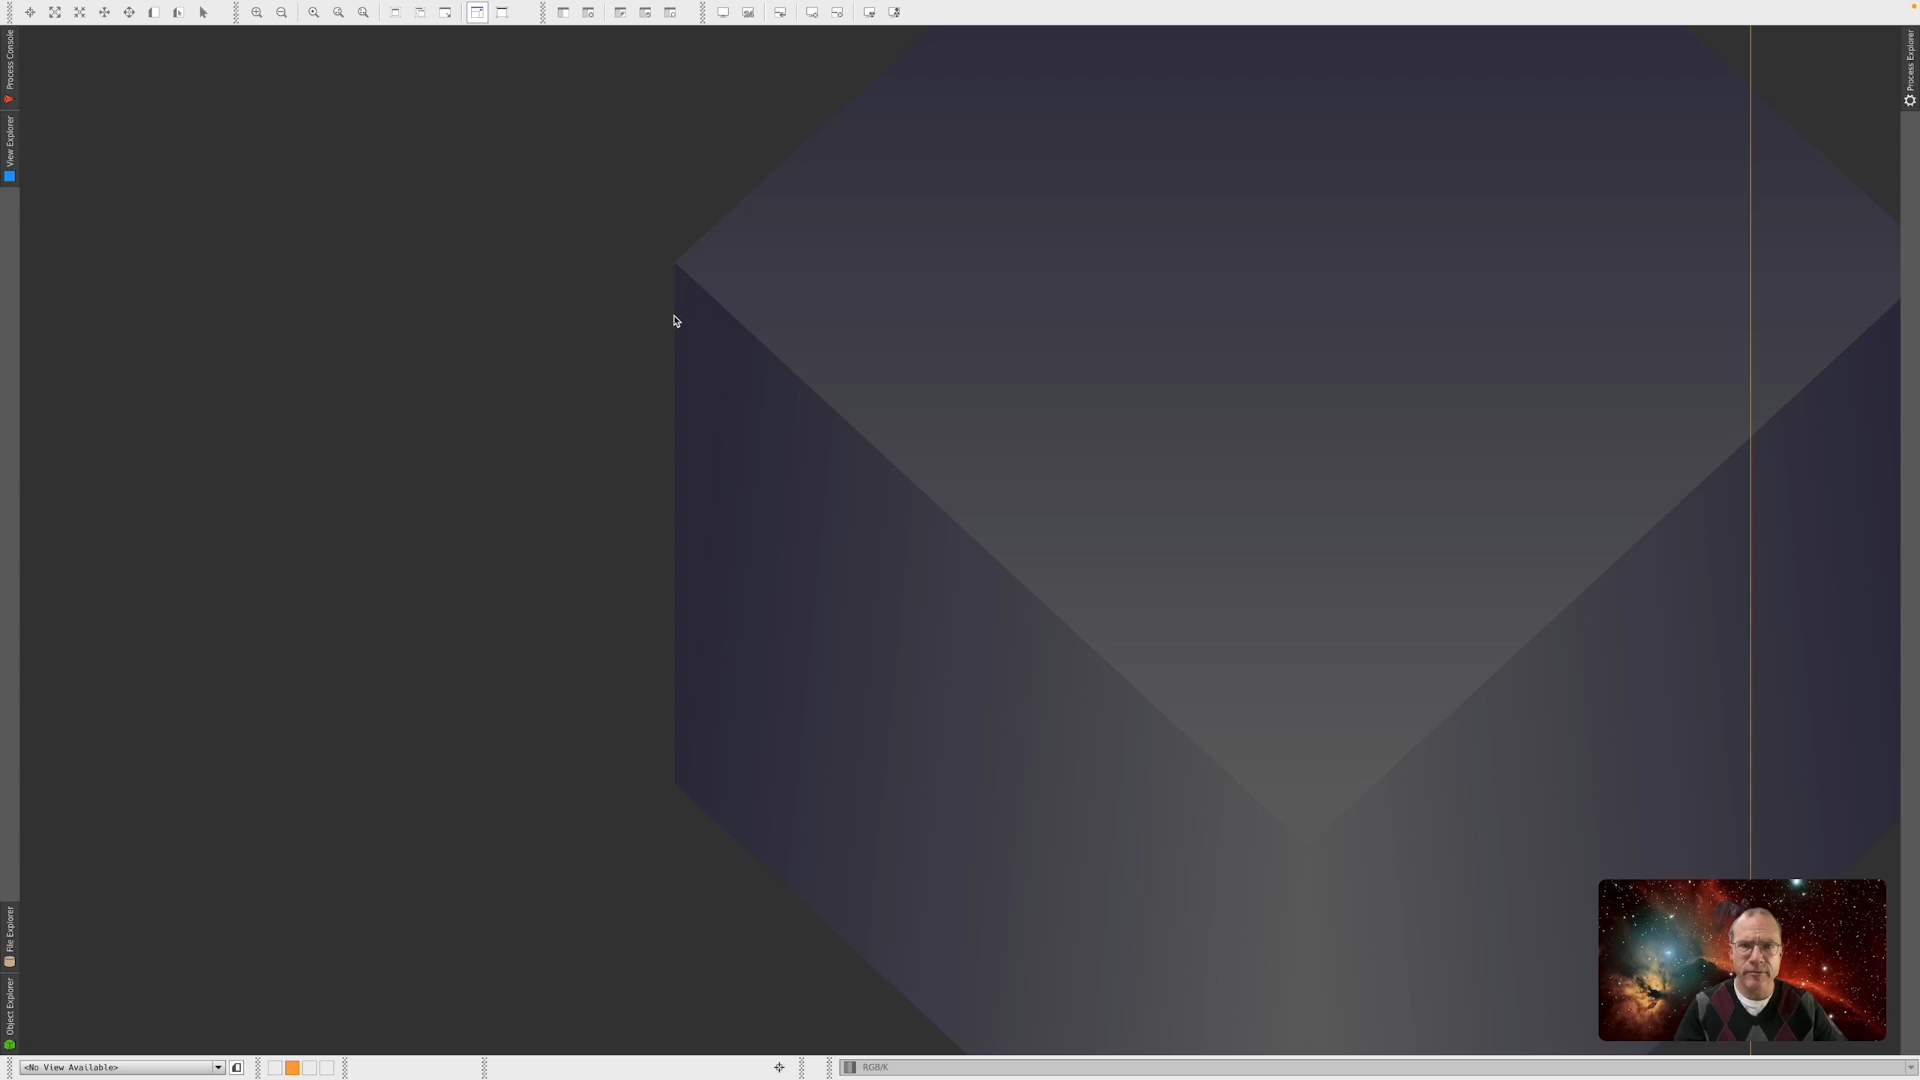 Process Console
View Explorer
File Explorer
Object Explorer
Process Explorer
<No View Available>
RGB/K